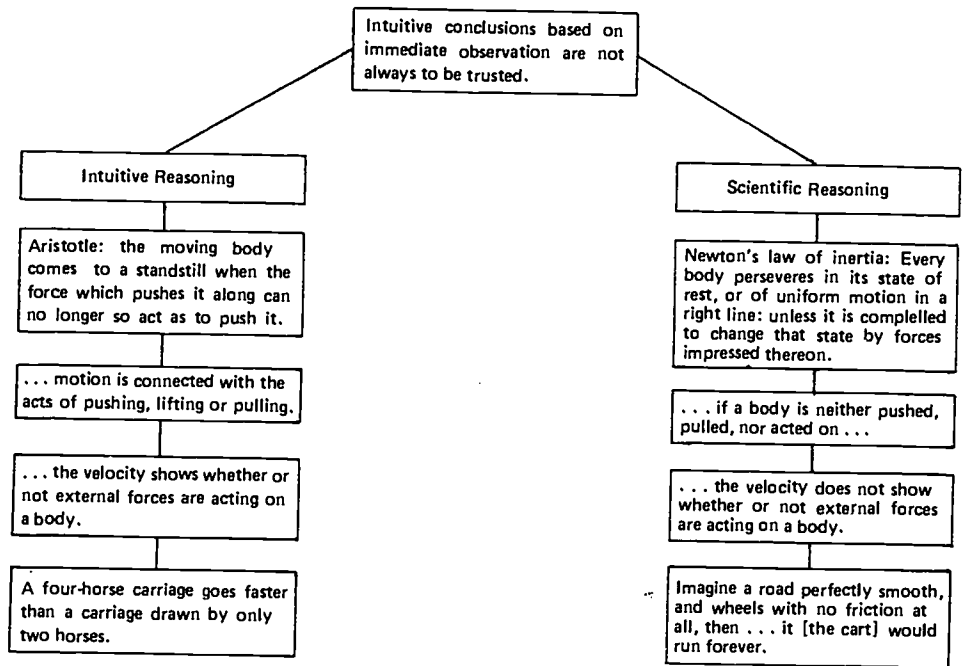 Intuitive conclusions based on
immediate observation are not
always to be trusted.
Intuitive Reasoning
Aristotle: the moving body
comes to a standstill when the
force which pushes it along can
no longer so act as to push it.
... motion is connected with the
acts of pushing, lifting or pulling.
... the velocity shows whether or
not external forces are acting on
a body.
A four-horse carriage goes faster
than a carriage drawn by only
two horses.
Scientific Reasoning
Newton's law of inertia: Every
body perseveres in its state of
rest, or of uniform motion in a
right line: unless it is complelled
to change that state by forces
impressed thereon.
... if a body is neither pushed,
pulled, nor acted on ...
... the velocity does not show
whether or not external forces
are acting on a body.
Imagine a road perfectly smooth,
and wheels with no friction at
all, then ... it [the cart] would
run forever.